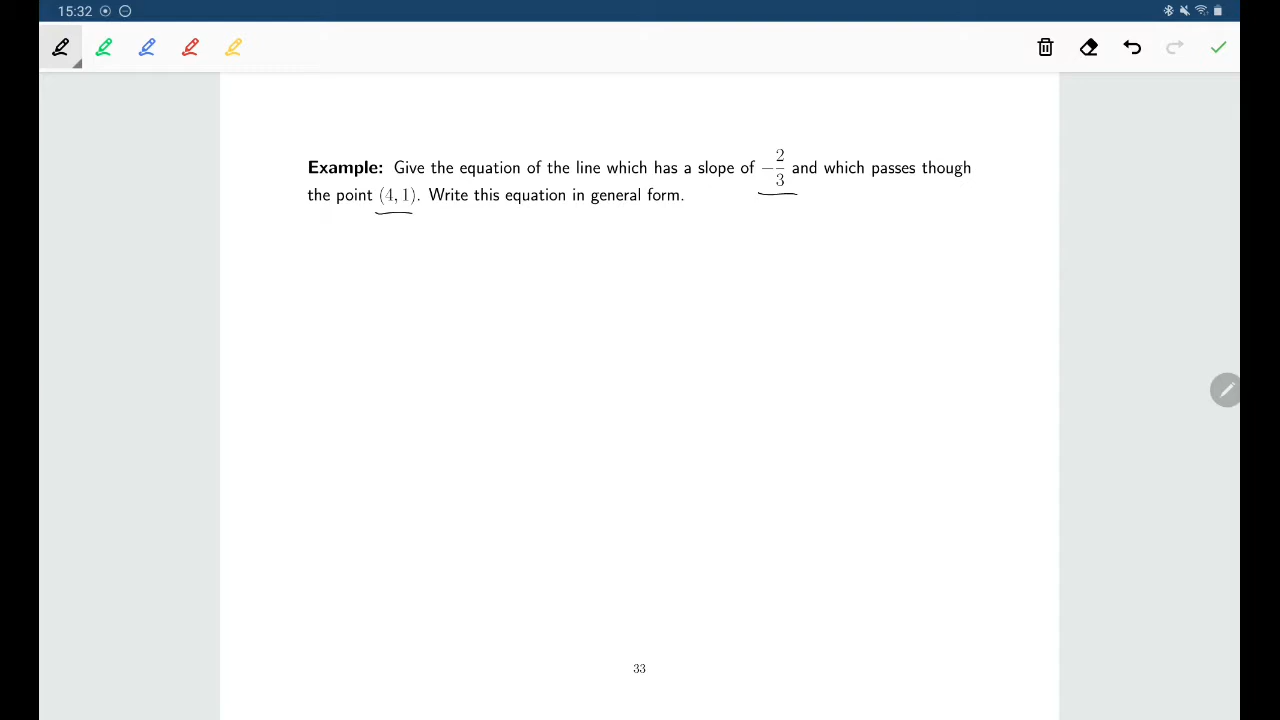 15:32
Example: Give the equation of the line which has a slope of −2/3 and which passes though
the point (4, 1). Write this equation in general form.
33